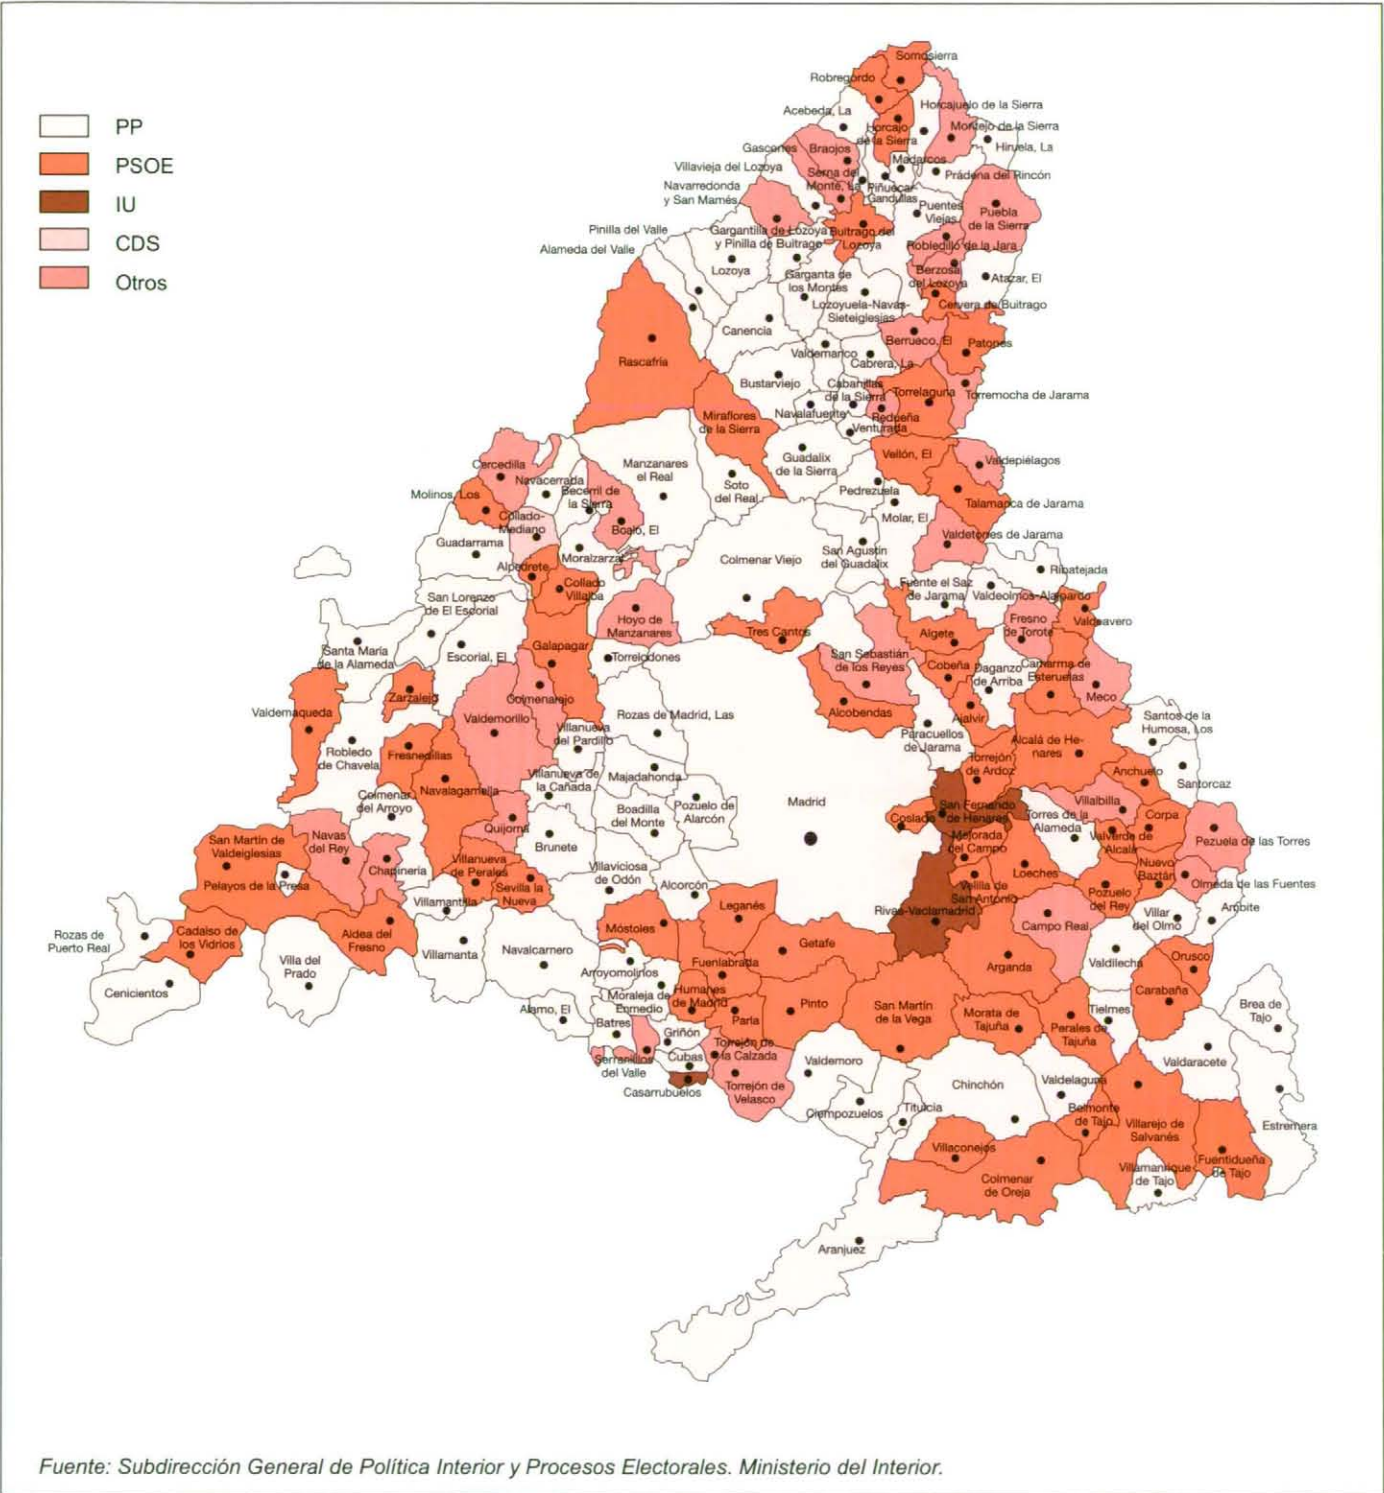 PP
PSOE
IU
CDS
Otros
Somosierra
Robregordo
Acebeda, La
Horcajuelo de la Sierra
Horcajo
de la Sierra
Montejo de la Sierra
Hiruela, La
Gascones
Braojos
Madarcos
Villavieja del Lozoya
Serna del
Monte, La
Prádena del Rincón
Navarredonda
y San Mamés
Piñuécar-
Gandullas
Puentes
Viejas
Puebla
de la Sierra
Pinilla del Valle
Gargantilla de Lozoya
y Pinilla de Buitrago
Buitrago del
Lozoya
Alameda del Valle
Robledillo de la Jara
Lozoya
Garganta de
los Montes
Berzosa
del Lozoya
Atazar, El
Lozoyuela-Navas-
Sieteiglesias
Cervera de Buitrago
Canencia
Berrueco, El
Patones
Rascafría
Valdemanco
Cabrera, La
Bustarviejo
Cabanillas
de la Sierra
Torrelaguna
Torremocha de Jarama
Miraflores
de la Sierra
Navalafuente
Redueña
Venturada
Cercedilla
Manzanares
el Real
Guadalix
de la Sierra
Vellón, El
Valdepiélagos
Navacerrada
Molinos, Los
Becerril de
la Sierra
Soto
del Real
Pedrezuela
Talamanca de Jarama
Collado-
Mediano
Boalo, El
Molar, El
Guadarrama
Valdetorres de Jarama
Moralzarzal
Colmenar Viejo
San Agustín
del Guadalix
Alpedrete
Ribatejada
Collado
Villalba
Fuente el Saz
de Jarama
Valdeolmos-Alalpardo
San Lorenzo
de El Escorial
Hoyo de
Manzanares
Fresno
de Torote
Valdeavero
Tres Cantos
Algete
Santa María
de la Alameda
Escorial, El
Galapagar
Torrelodones
San Sebastián
de los Reyes
Cobeña
Daganzo
de Arriba
Camarma de
Esteruelas
Meco
Zarzalejo
Colmenarejo
Valdemaqueda
Valdemorillo
Alcobendas
Ajalvir
Rozas de Madrid, Las
Santos de la
Humosa, Los
Villanueva
del Pardillo
Paracuellos
de Jarama
Alcalá de He-
nares
Robledo
de Chavela
Fresnedillas
Torrejón
de Ardoz
Villanueva de
la Cañada
Majadahonda
Anchuelo
Santorcaz
Navalagamella
Colmenar
del Arroyo
Madrid
Villalbilla
Boadilla
del Monte
Pozuelo de
Alarcón
San Fernando
de Henares
Coslada
Torres de la
Alameda
Corpa
Quijorna
San Martín de
Valdeiglesias
Navas
del Rey
Mejorada
del Campo
Valverde de
Alcalá
Pezuela de las Torres
Brunete
Chapinería
Villanueva
de Perales
Villaviciosa
de Odón
Loeches
Nuevo
Baztán
Pelayos de la Presa
Sevilla la
Nueva
Alcorcón
Velilla de
San Antonio
Pozuelo
del Rey
Olmeda de las Fuentes
Villamantilla
Leganés
Rivas-Vaciamadrid
Villar
del Olmo
Ambite
Rozas de
Puerto Real
Cadalso de
los Vidrios
Aldea del
Fresno
Móstoles
Campo Real
Getafe
Villamanta
Navalcarnero
Valdilecha
Orusco
Villa del
Prado
Fuenlabrada
Arganda
Arroyomolinos
Cenicientos
Humanes
de Madrid
Moraleja de
Enmedio
Carabaña
Pinto
San Martín
de la Vega
Morata de
Tajuña
Tielmes
Brea de
Tajo
Álamo, El
Batres
Griñón
Parla
Perales de
Tajuña
Torrejón de
la Calzada
Serranillos
del Valle
Cubas
Valdemoro
Valdaracete
Casarrubuelos
Torrejón de
Velasco
Chinchón
Valdelaguna
Ciempozuelos
Titulcia
Belmonte
de Tajo
Villarejo de
Salvanés
Estremera
Villaconejos
Fuentidueña
de Tajo
Villamanrique
de Tajo
Colmenar
de Oreja
Aranjuez
Fuente: Subdirección General de Política Interior y Procesos Electorales. Ministerio del Interior.